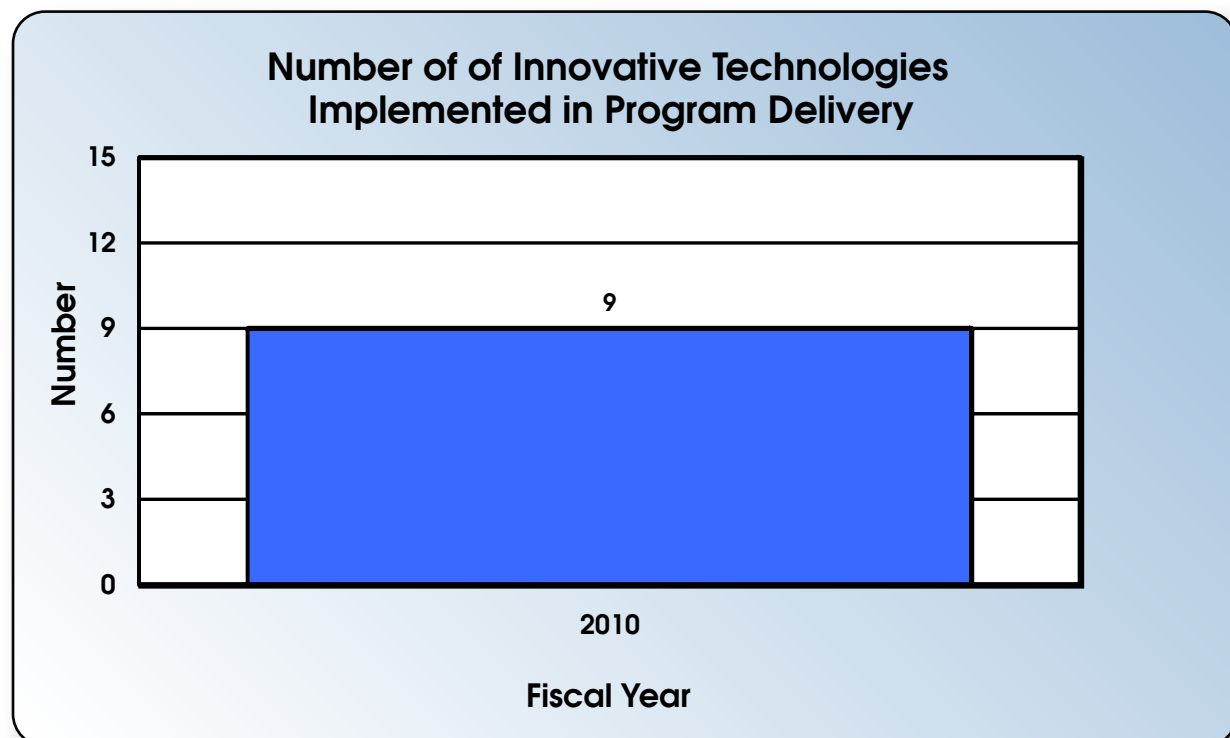 Number of of Innovative Technologies
Implemented in Program Delivery
15
12
9
9
6
3
0
Number
2010
Fiscal Year